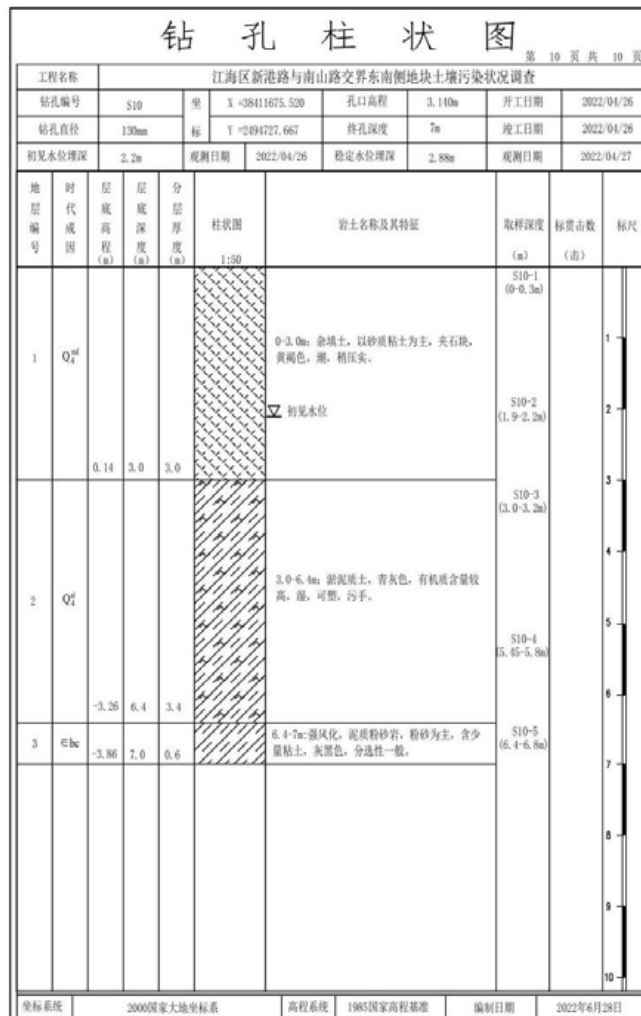 钻孔柱状图
第 10 页 共 10 页
工程名称 江海区新港路与南山路交界东南侧地块土壤污染状况调查
钻孔编号 S10 坐标 X =38411675.520 孔口高程 3.140m 开工日期 2022/04/26
钻孔直径 130mm Y =2494727.667 终孔深度 7m 竣工日期 2022/04/26
初见水位埋深 2.2m 观测日期 2022/04/26 稳定水位埋深 2.88m 观测日期 2022/04/27
地层编号 时代成因 层底高程(m) 层底深度(m) 分层厚度(m) 柱状图 1:50 岩土名称及其特征 取样深度 (m) 标贯击数 (击) 标尺
S10-1
(0-0.3m)
1
0-3.0m: 杂填土, 以砂质粘土为主, 夹石块,
黄褐色, 潮, 稍压实。
1 Q₄ᵐˡ
S10-2
(1.9-2.2m)
2
初见水位
0.14 3.0 3.0
3
S10-3
(3.0-3.2m)
4
3.0-6.4m: 淤泥质土, 青灰色, 有机质含量较
高, 湿, 可塑, 污手。
2 Q₄ᵃˡ
5
S10-4
(5.45-5.8m)
6
-3.26 6.4 3.4
6.4-7m:强风化, 泥质粉砂岩, 粉砂为主, 含少
量粘土, 灰黑色, 分选性一般。
S10-5
(6.4-6.8m)
3 ∈bc -3.86 7.0 0.6
7
8
9
10
坐标系统 2000国家大地坐标系 高程系统 1985国家高程基准 编制日期 2022年6月28日